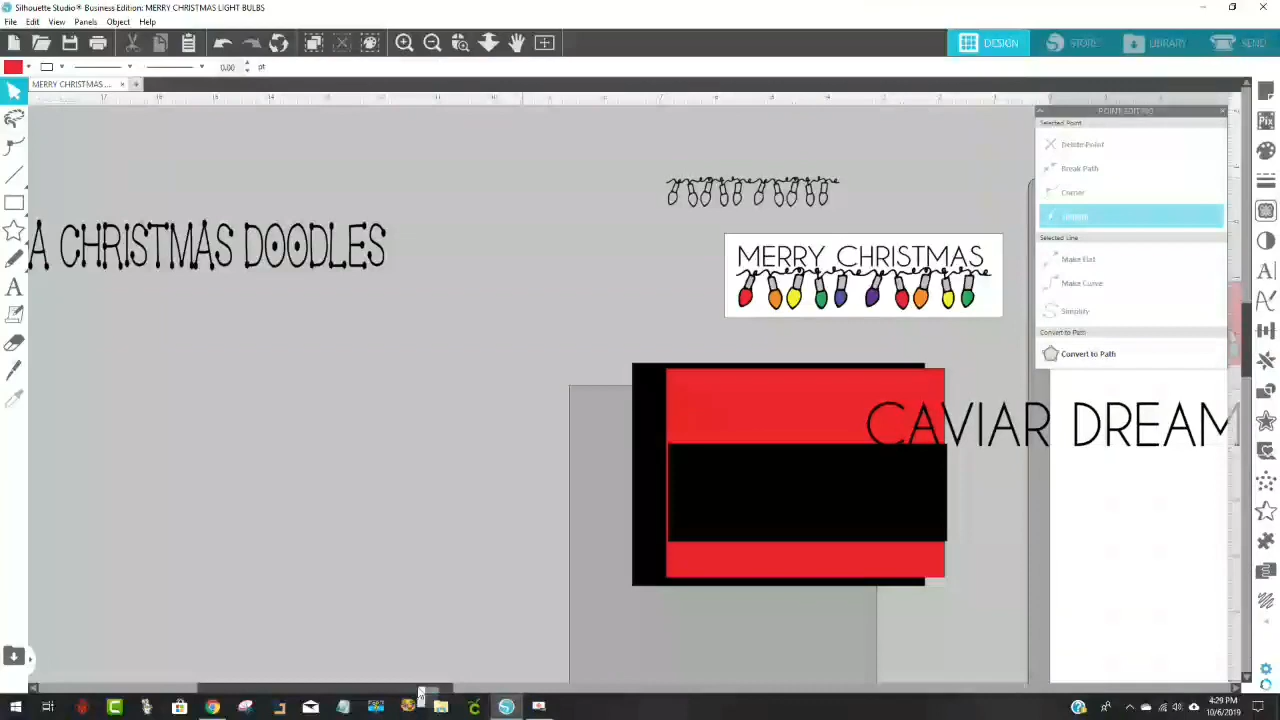 Silhouette Studio® Business Edition: MERRY CHRISTMAS LIGHT BULBS
File Edit View Panels Object Help
DESIGN STORE LIBRARY SEND
0.00 pt
MERRY CHRISTMAS ...
POINT EDITING
Selected Point
Delete Point
Break Path
Corner
Selected Line
Make Flat
Make Curve
Simplify
Convert to Path
Convert to Path
A CHRISTMAS DOODLES
MERRY CHRISTMAS
CAVIAR DREAM
4:29 PM
10/6/2019